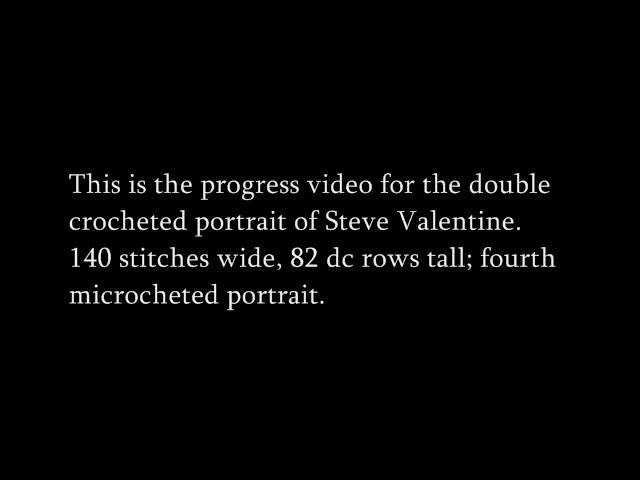 This is the progress video for the double
crocheted portrait of Steve Valentine.
140 stitches wide, 82 dc rows tall; fourth
microcheted portrait.